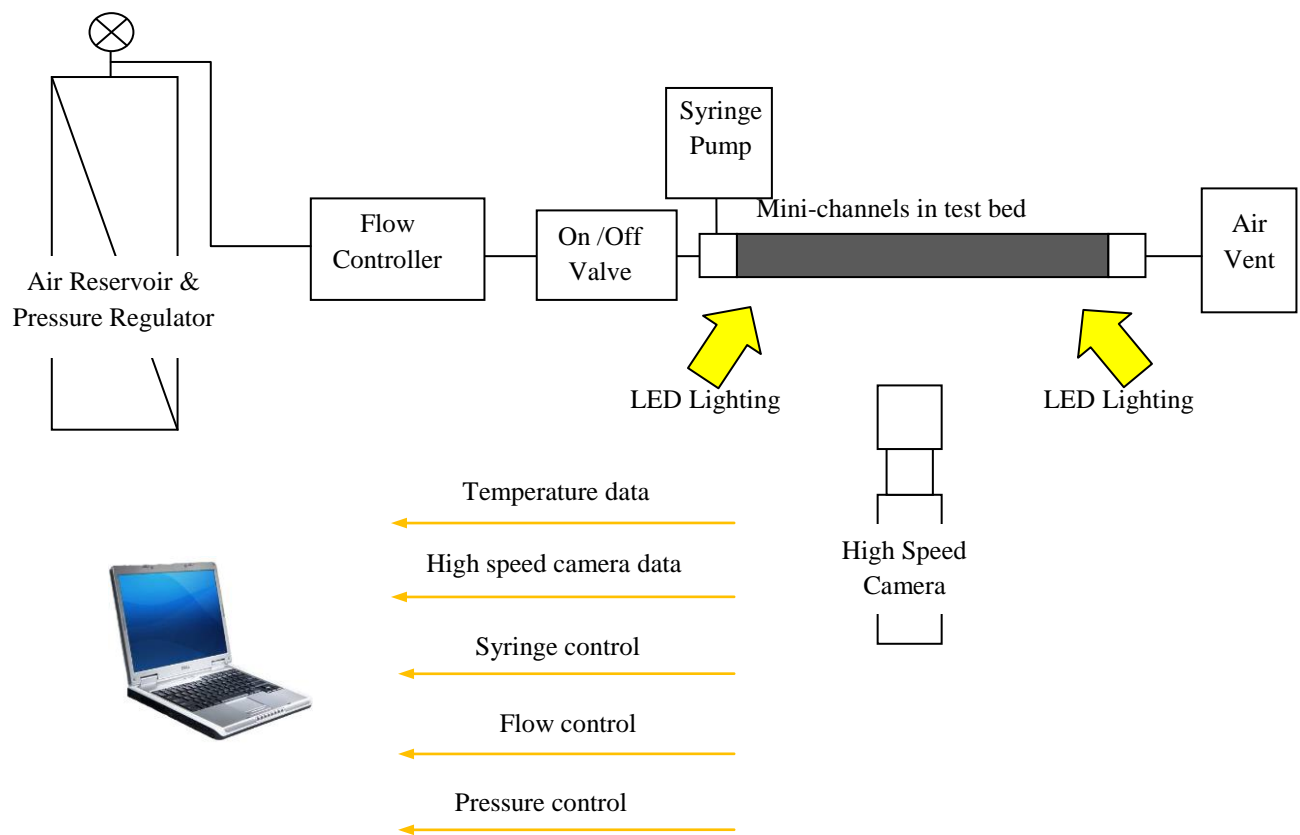 Syringe
Pump
Mini-channels in test bed
Flow
Controller
On /Off
Valve
Air
Vent
Air Reservoir &
Pressure Regulator
LED Lighting
LED Lighting
Temperature data
High speed camera data
High Speed
Camera
Syringe control
Flow control
Pressure control